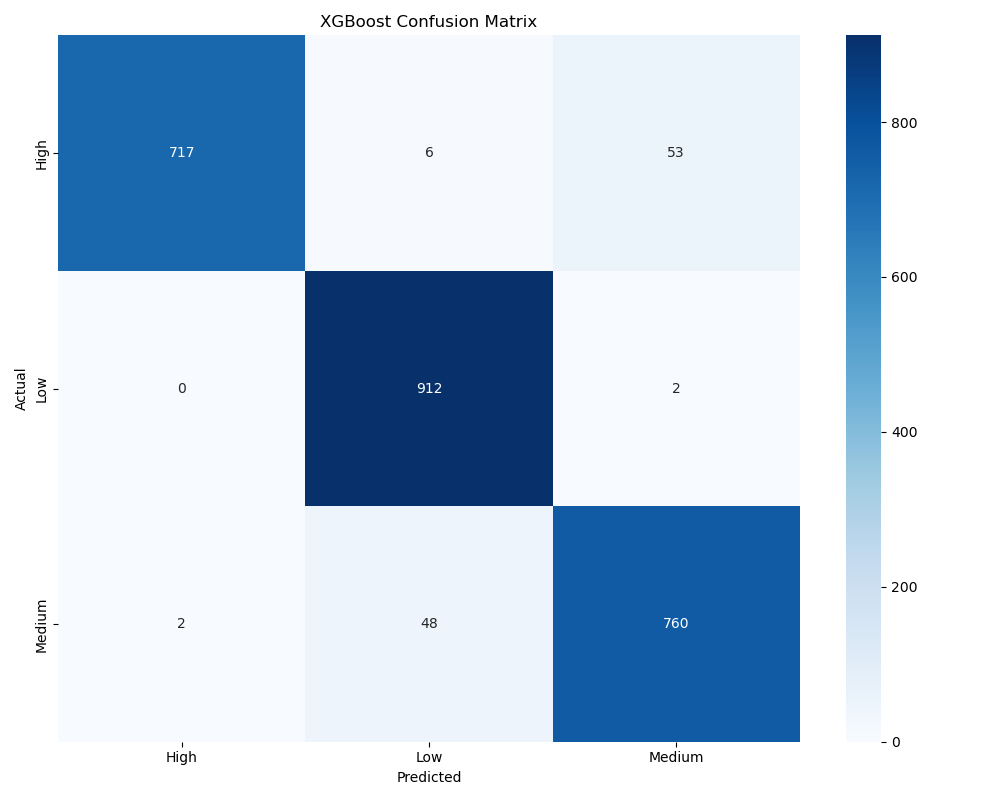 XGBoost Confusion Matrix
High 717 6 53
Low 0 912 2
Medium 2 48 760
High Low Medium
Predicted
Actual
800
600
400
200
0